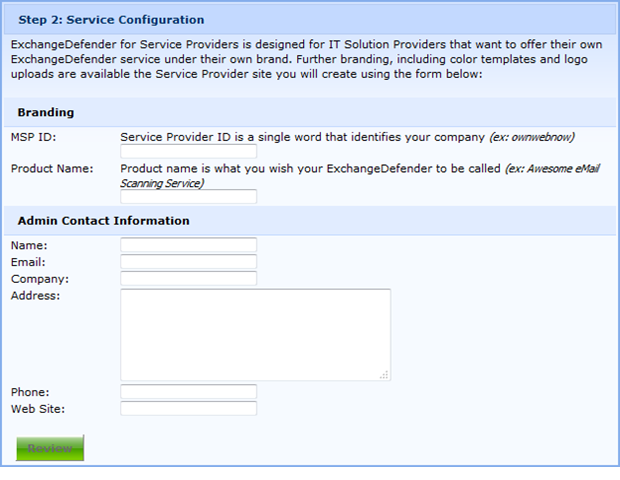 Step 2: Service Configuration
ExchangeDefender for Service Providers is designed for IT Solution Providers that want to offer their own
ExchangeDefender service under their own brand. Further branding, including color templates and logo
uploads are available the Service Provider site you will create using the form below:
Branding
MSP ID: Service Provider ID is a single word that identifies your company (ex: ownwebnow)
Product Name: Product name is what you wish your ExchangeDefender to be called (ex: Awesome eMail
Scanning Service)
Admin Contact Information
Name:
Email:
Company:
Address:
Phone:
Web Site:
Review